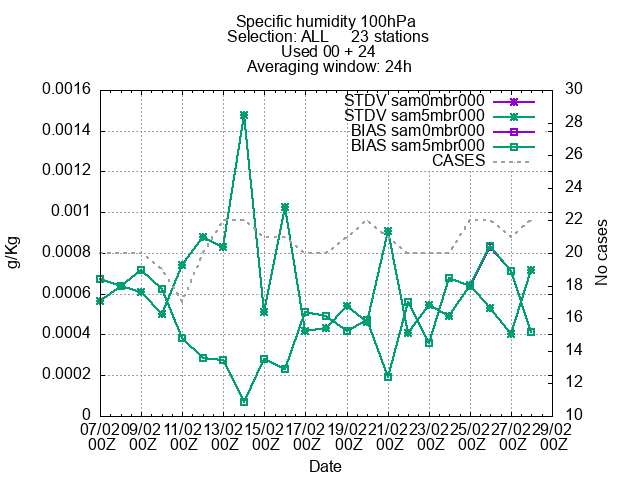 Specific humidity 100hPa
Selection: ALL 23 stations
Used 00 + 24
Averaging window: 24h
STDV sam0mbr000
STDV sam5mbr000
BIAS sam0mbr000
BIAS sam5mbr000
CASES
0.0016
0.0014
0.0012
0.001
0.0008
0.0006
0.0004
0.0002
0
g/Kg
30
28
26
24
22
20
18
16
14
12
10
No cases
07/02 09/02 11/02 13/02 15/02 17/02 19/02 21/02 23/02 25/02 27/02 29/02
00Z 00Z 00Z 00Z 00Z 00Z 00Z 00Z 00Z 00Z 00Z 00Z
Date